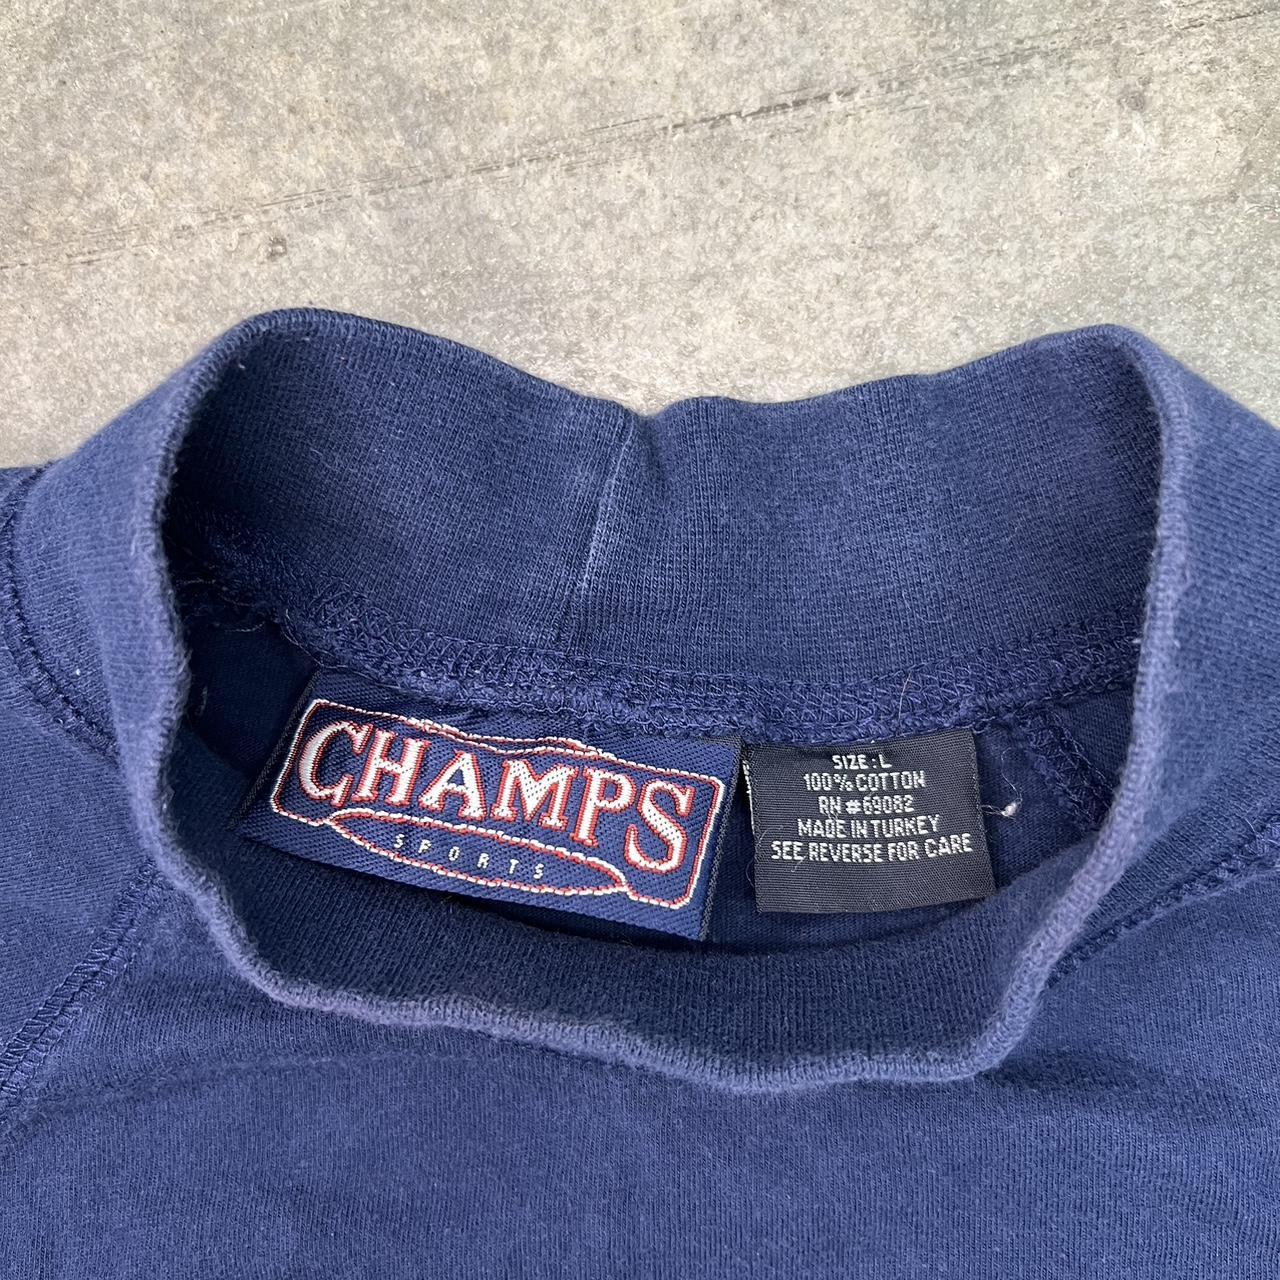 CHAMPS
SPORTS
SIZE: L
100% COTTON
RN #69082
MADE IN TURKEY
SEE REVERSE FOR CARE